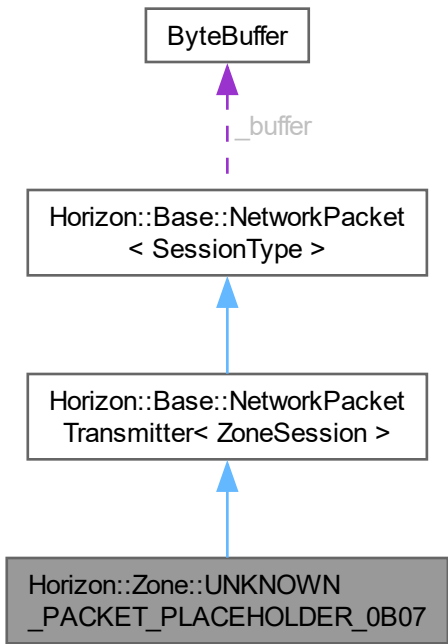 ByteBuffer
_buffer
Horizon::Base::NetworkPacket
< SessionType >
Horizon::Base::NetworkPacket
Transmitter< ZoneSession >
Horizon::Zone::UNKNOWN
_PACKET_PLACEHOLDER_0B07